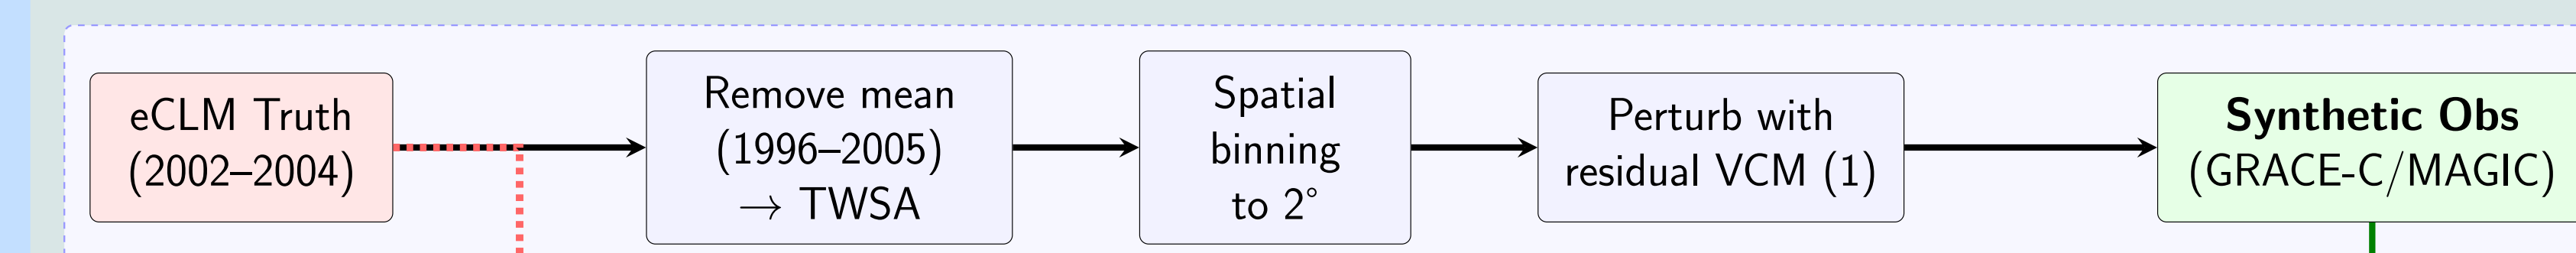 eCLM Truth
(2002–2004)
Remove mean
(1996–2005)
→ TWSA
Spatial
binning
to 2°
Perturb with
residual VCM (1)
Synthetic Obs
(GRACE-C/MAGIC)